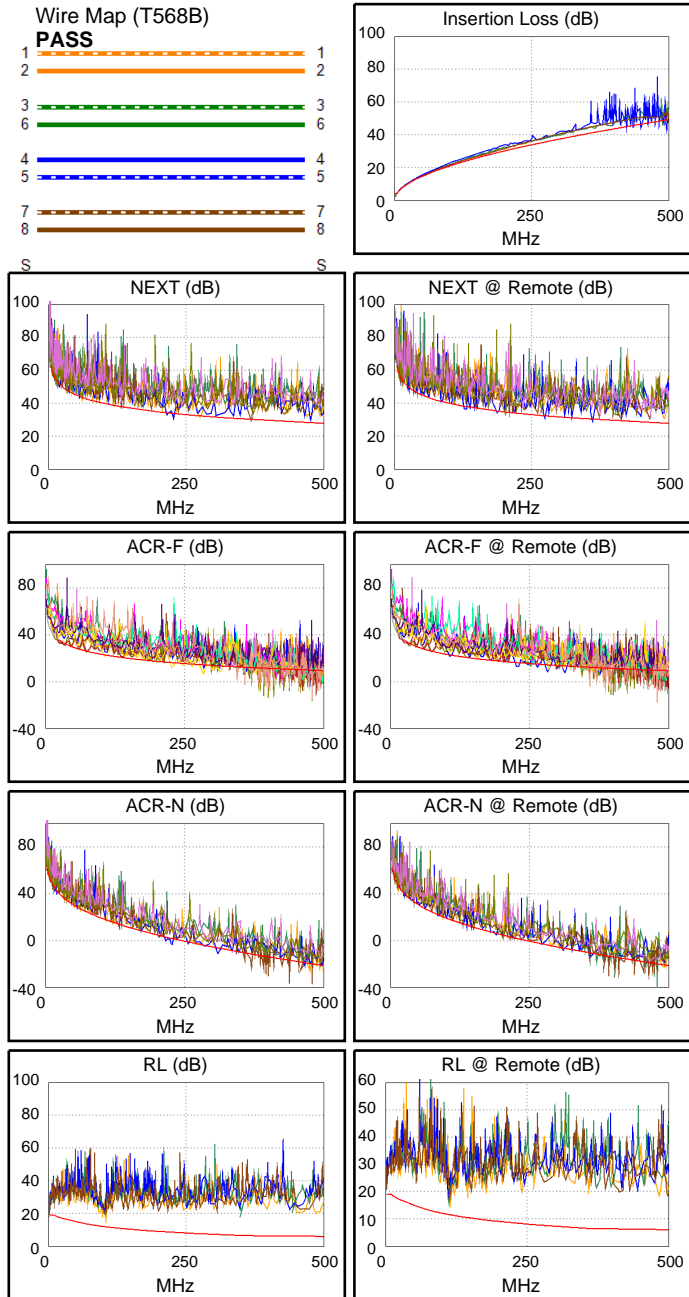 Wire Map (T568B)
PASS
1 1
2 2
3 3
6 6
4 4
5 5
7 7
8 8
S S
Insertion Loss (dB)
100
80
60
40
20
0
0 250 500
MHz
NEXT (dB)
100
80
60
40
20
0
0 250 500
MHz
NEXT @ Remote (dB)
100
80
60
40
20
0
0 250 500
MHz
ACR-F (dB)
80
40
0
-40
0 250 500
MHz
ACR-F @ Remote (dB)
80
40
0
-40
0 250 500
MHz
ACR-N (dB)
80
40
0
-40
0 250 500
MHz
ACR-N @ Remote (dB)
80
40
0
-40
0 250 500
MHz
RL (dB)
100
80
60
40
20
0
0 250 500
MHz
RL @ Remote (dB)
60
50
40
30
20
10
0
0 250 500
MHz